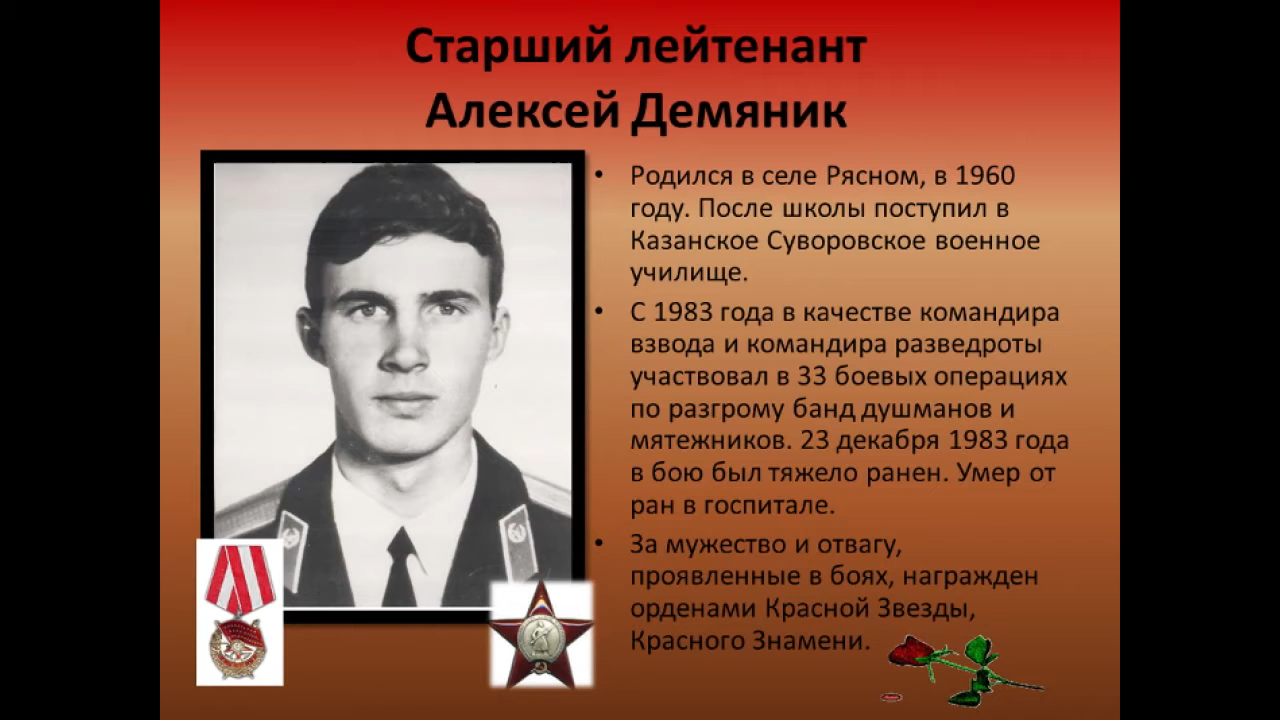 Старший лейтенант
Алексей Демяник
• Родился в селе Рясном, в 1960
году. После школы поступил в
Казанское Суворовское военное
училище.
• С 1983 года в качестве командира
взвода и командира разведроты
участвовал в 33 боевых операциях
по разгрому банд душманов и
мятежников. 23 декабря 1983 года
в бою был тяжело ранен. Умер от
ран в госпитале.
• За мужество и отвагу,
проявленные в боях, награжден
орденами Красной Звезды,
Красного Знамени.